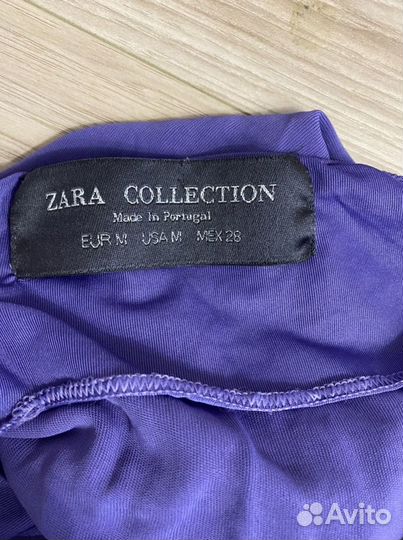 ZARA COLLECTION
Made in Portugal
EUR M USA M MEX 28
Avito